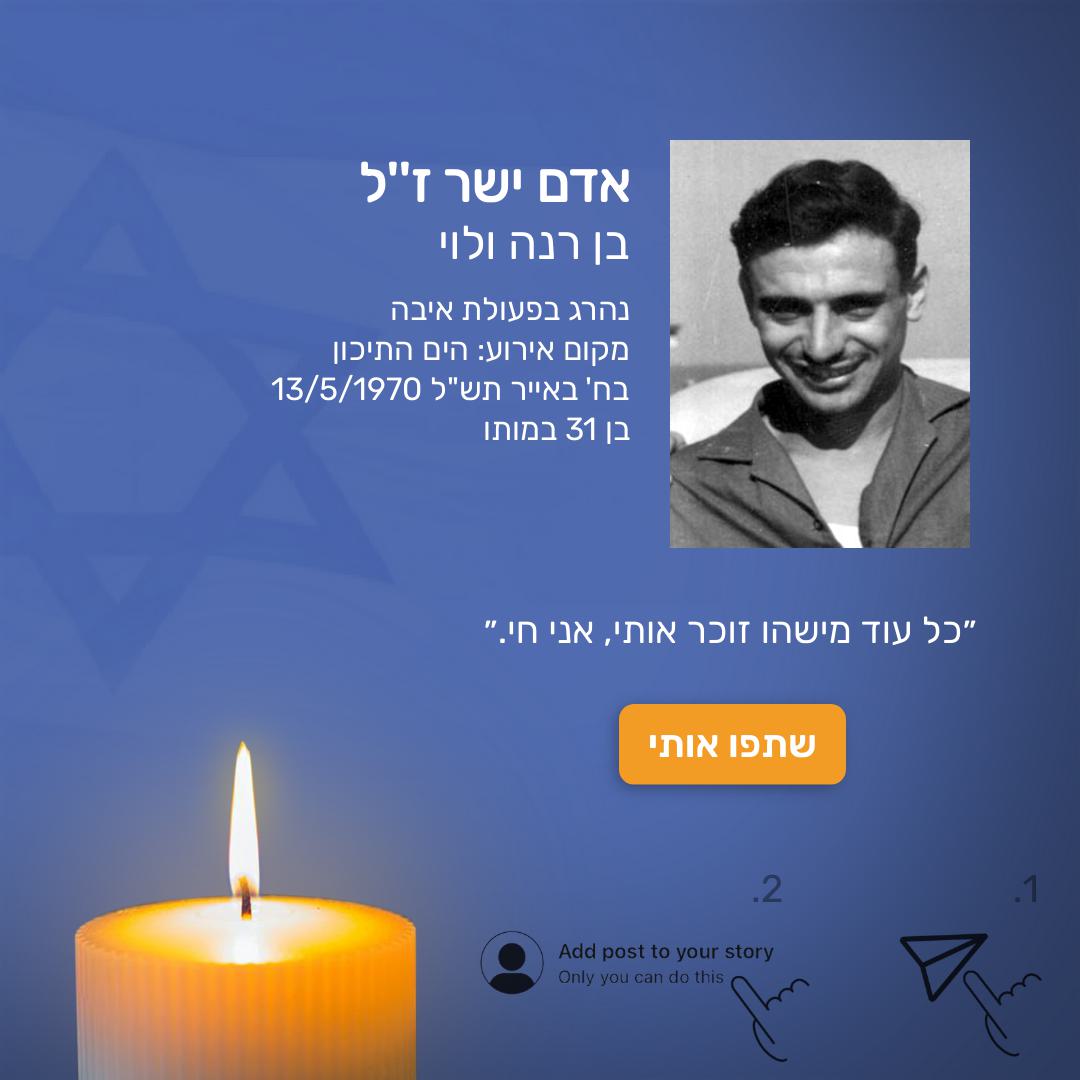 אדם ישר ז"ל
בן רנה ולוי
נהרג בפעולת איבה
מקום אירוע: הים התיכון
בח' באייר תש"ל 13/5/1970
בן 31 במותו
״כל עוד מישהו זוכר אותי, אני חי.״
שתפו אותי
1.
2.
Add post to your story
Only you can do this